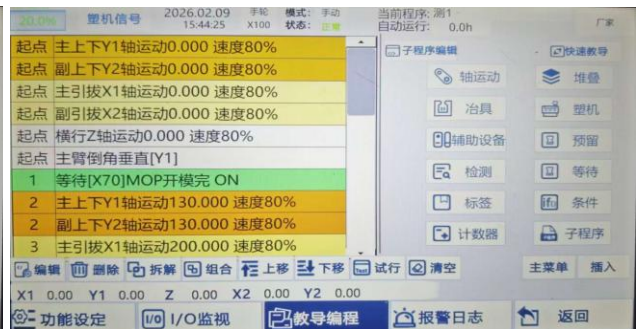 20.0% 塑机信号 2026.02.09 15:44:25 手轮 X100 模式: 手动 状态: 正常 当前程序: 测1 自动运行: 0.0h 厂家
起点 主上下Y1轴运动0.000 速度80%
起点 副上下Y2轴运动0.000 速度80%
起点 主引拔X1轴运动0.000 速度80%
起点 副引拔X2轴运动0.000 速度80%
起点 横行Z轴运动0.000 速度80%
起点 主臂倒角垂直[Y1]
1 等待[X70]MOP开模完 ON
2 主上下Y1轴运动130.000 速度80%
2 副上下Y2轴运动130.000 速度80%
3 主引拔X1轴运动200.000 速度80%
子程序编辑 快速教导
轴运动 堆叠
治具 塑机
辅助设备 预留
检测 等待
标签 条件
计数器 子程序
编辑 删除 拆解 组合 上移 下移 试行 清空 主菜单 插入
X1 0.00 Y1 0.00 Z 0.00 X2 0.00 Y2 0.00
功能设定 I/O监视 教导编程 报警日志 返回